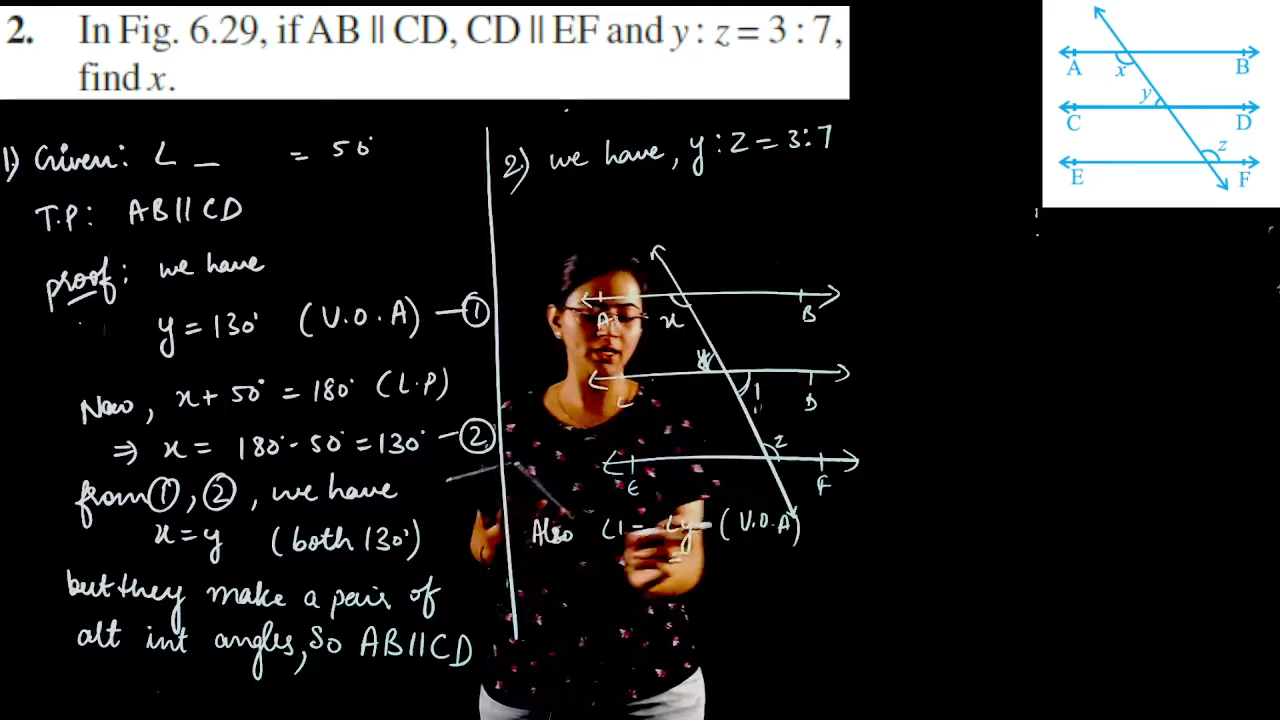 2. In Fig. 6.29, if AB || CD, CD || EF and y : z = 3 : 7,
find x.
A B
x
y
C D
z
E F
1) Given: ∠ _ = 50°
T.P: AB || CD
proof: we have
y = 130° (V.O.A) — ①
Now, x + 50° = 180° (L.P)
⇒ x = 180° - 50° = 130° — ②
from ①, ②, we have
x = y (both 130°)
but they make a pair of
alt int angles, So AB || CD
2) we have, y : z = 3 : 7
A x B
y
C 1 D
z
E F
Also ∠1 = ∠y (V.O.A)